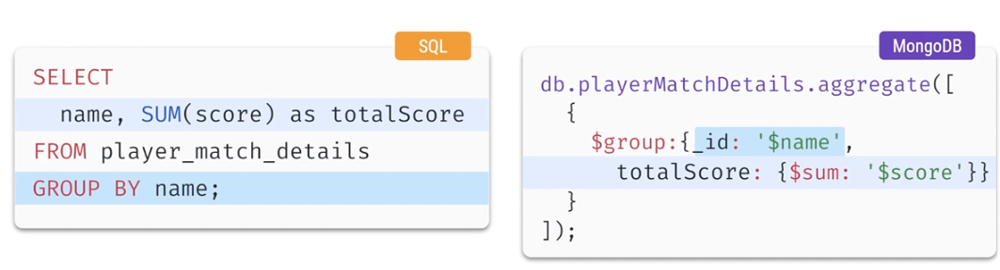 SQL
SELECT
name, SUM(score) as totalScore
FROM player_match_details
GROUP BY name;
MongoDB
db.playerMatchDetails.aggregate([
{
$group:{_id: '$name',
totalScore: {$sum: '$score'}}
}
]);